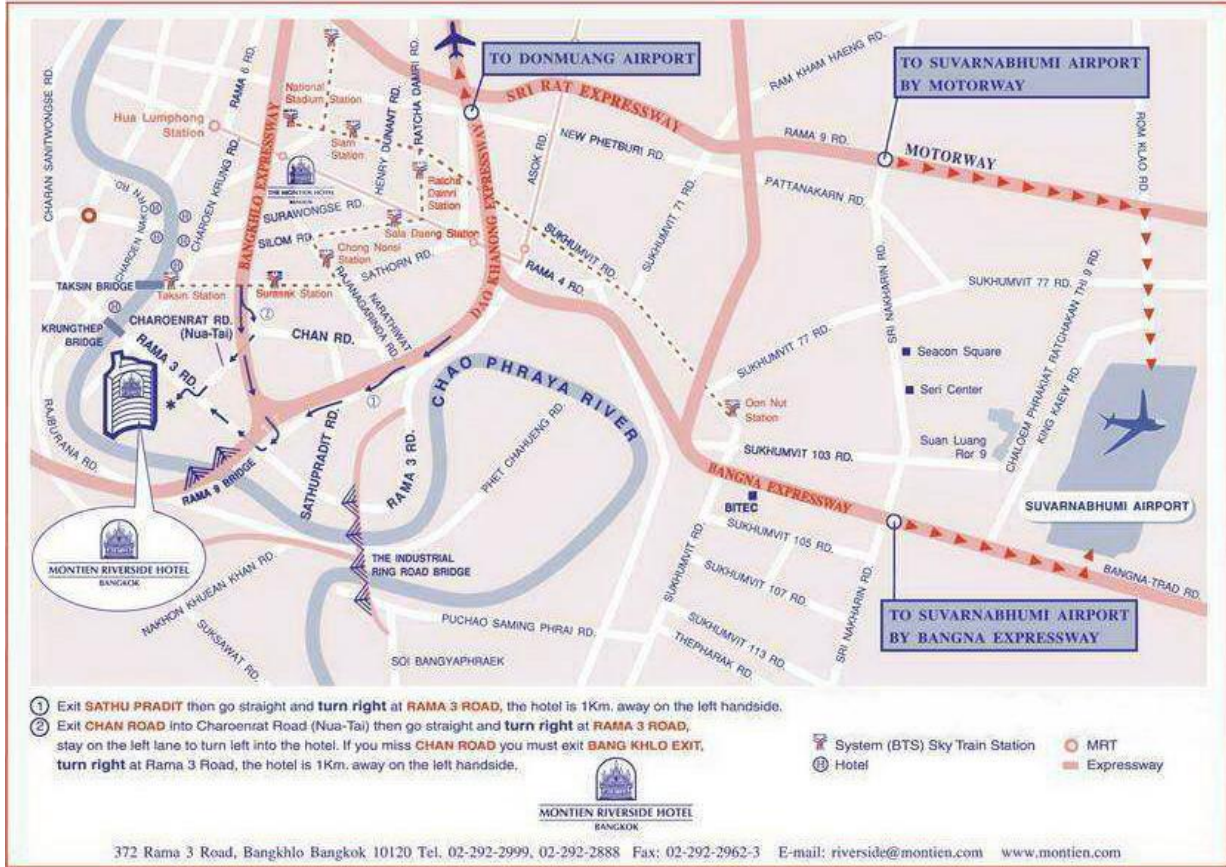 TO DONMUANG AIRPORT
TO SUVARNABHUMI AIRPORT
BY MOTORWAY
CHARAN SANITWONGSE RD.
RAMA 6 RD.
BANGKHLO EXPRESSWAY
National
Stadium Station
Hua Lumphong
Station
Siam
Station
HENRY DUNANT RD.
RATCHA DAMRI RD.
Ratcha
Damri
Station
SRI RAT EXPRESSWAY
RAM KHAM HAENG RD.
ROM KLAO RD.
RAMA 9 RD.
MOTORWAY
NEW PHETBURI RD.
ASOK RD.
PATTANAKARN RD.
THE MONTIEN HOTEL
BANGKOK
CHAROEN KRUNG RD.
CHAROEN NAKORN RD.
SURAWONGSE RD.
SILOM RD.
Sala Daeng Station
Chong Nonsi
Station
SATHORN RD.
DAO KHANONG EXPRESSWAY
SUKHUMVIT RD.
SUKHUMVIT 71 RD.
RAMA 4 RD.
SRI NAKHARN RD.
SUKHUMVIT 77 RD.
TAKSIN BRIDGE
Taksin Station
Surasak Station
NARATHIWAT
RAJANAGARINDA RD.
KRUNGTHEP
BRIDGE
CHAROENRAT RD.
(Nua-Tai)
2
CHAN RD.
RAMA 3 RD.
SUKHUMVIT 77 RD.
Seacon Square
Seri Center
CHALOEM PHRAKIAT RATCHAKAN THI 9 RD.
KING KAEW RD.
CHAO PHRAYA RIVER
1
Oon Nut
Station
Suan Luang
Ror 9
RAJBURANA RD.
RAMA 9 BRIDGE
SATHUPRADIT RD.
RAMA 3 RD.
PHET CHAHUENG RD.
SUKHUMVIT 103 RD.
BANGNA EXPRESSWAY
BITEC
SUVARNABHUMI AIRPORT
MONTIEN RIVERSIDE HOTEL
BANGKOK
THE INDUSTRIAL
RING ROAD BRIDGE
SUKHUMVIT RD.
SUKHUMVIT 105 RD.
SUKHUMVIT 107 RD.
SUKHUMVIT 113 RD.
THEPHARAK RD.
SRI NAKHARIN RD.
BANGNA-TRAD RD.
TO SUVARNABHUMI AIRPORT
BY BANGNA EXPRESSWAY
NAKHON KHUEAN KHAN RD.
SUKSAWAT RD.
PUCHAO SAMING PHRAI RD.
SOI BANGYAPHRAEK
1 Exit SATHU PRADIT then go straight and turn right at RAMA 3 ROAD, the hotel is 1Km. away on the left handside.
2 Exit CHAN ROAD into Charoenrat Road (Nua-Tai) then go straight and turn right at RAMA 3 ROAD,
stay on the left lane to turn left into the hotel. If you miss CHAN ROAD you must exit BANG KHLO EXIT,
turn right at Rama 3 Road, the hotel is 1Km. away on the left handside.
System (BTS) Sky Train Station
MRT
H Hotel
Expressway
MONTIEN RIVERSIDE HOTEL
BANGKOK
372 Rama 3 Road, Bangkhlo Bangkok 10120 Tel. 02-292-2999, 02-292-2888 Fax: 02-292-2962-3 E-mail: riverside@montien.com www.montien.com